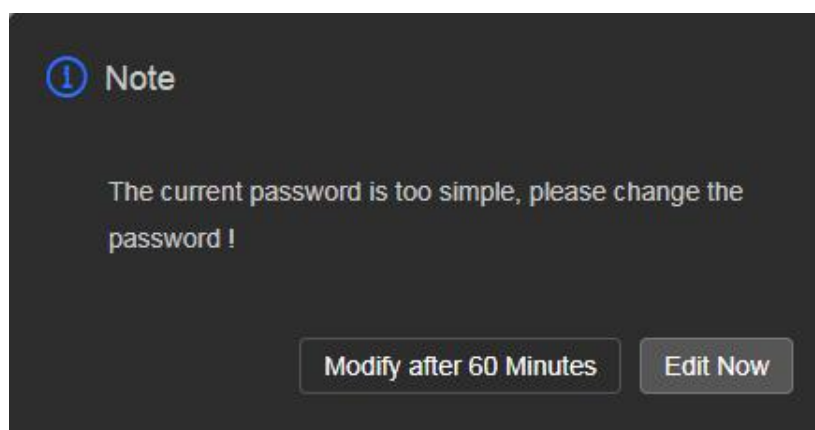 Note
The current password is too simple, please change the
password !
Modify after 60 Minutes Edit Now